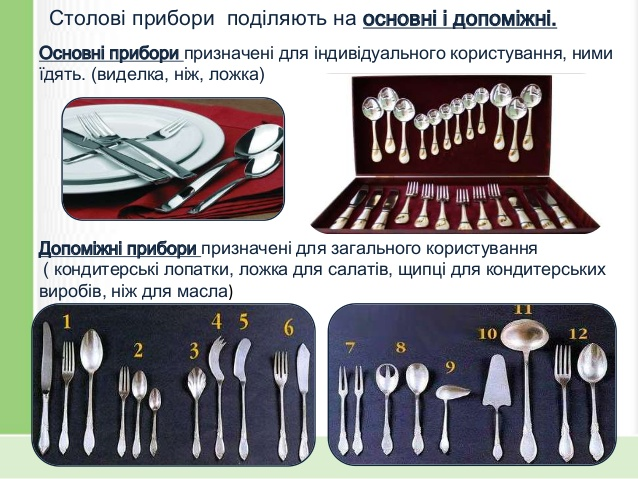 Столові прибори поділяють на основні і допоміжні.
Основні прибори призначені для індивідуального користування, ними
їдять. (виделка, ніж, ложка)
Допоміжні прибори призначені для загального користування
( кондитерські лопатки, ложка для салатів, щипці для кондитерських
виробів, ніж для масла)
1 2 3 4 5 6
7 8 9 10 11 12